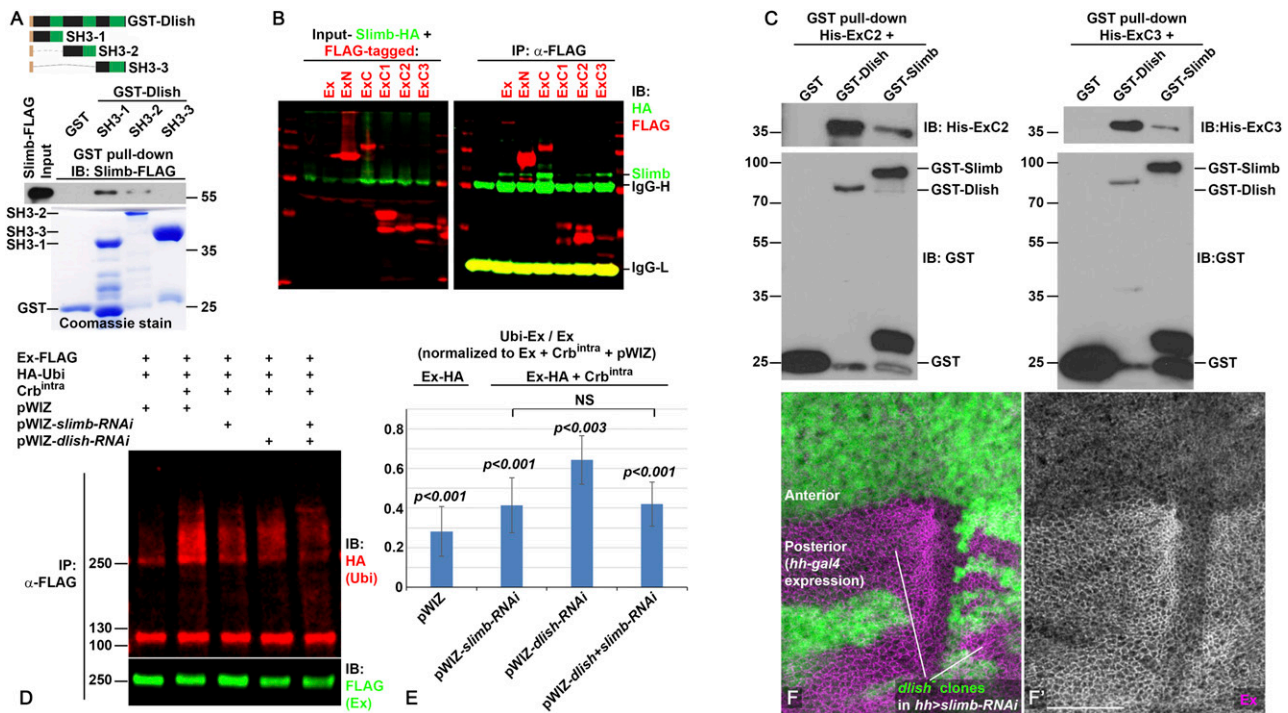 A
GST-Dlish
SH3-1
SH3-2
SH3-3
GST-Dlish
Slimb-FLAG
Input
GST
SH3-1
SH3-2
SH3-3
GST pull-down
IB: Slimb-FLAG
55
SH3-2
SH3-3
SH3-1
35
GST
25
Coomassie stain
B
Input- Slimb-HA +
FLAG-tagged:
Ex
ExN
ExC
ExC1
ExC2
ExC3
IP: α-FLAG
Ex
ExN
ExC
ExC1
ExC2
ExC3
IB:
HA
FLAG
Slimb
IgG-H
IgG-L
C
GST pull-down
His-ExC2 +
GST
GST-Dlish
GST-Slimb
35
IB: His-ExC2
100
70
55
35
25
GST-Slimb
GST-Dlish
IB: GST
GST
GST pull-down
His-ExC3 +
GST
GST-Dlish
GST-Slimb
35
IB:His-ExC3
100
70
55
35
25
GST-Slimb
GST-Dlish
IB:GST
GST
Ex-FLAG + + + + +
HA-Ubi + + + + +
Crbintra + + + +
pWIZ + +
pWIZ-slimb-RNAi + +
pWIZ-dlish-RNAi + +
IP:
α-FLAG
250
130
100
IB:
HA
(Ubi)
250
IB:
FLAG
(Ex)
D
Ubi-Ex / Ex
(normalized to Ex + Crbintra + pWIZ)
Ex-HA
Ex-HA + Crbintra
NS
0.8
0.6
0.4
0.2
0
p<0.001
p<0.001
p<0.003
p<0.001
pWIZ
pWIZ-slimb-RNAi
pWIZ-dlish-RNAi
pWIZ-dlish+slimb-RNAi
E
Anterior
Posterior
(hh-gal4
expression)
dlish clones
in hh>slimb-RNAi
F
F'
Ex